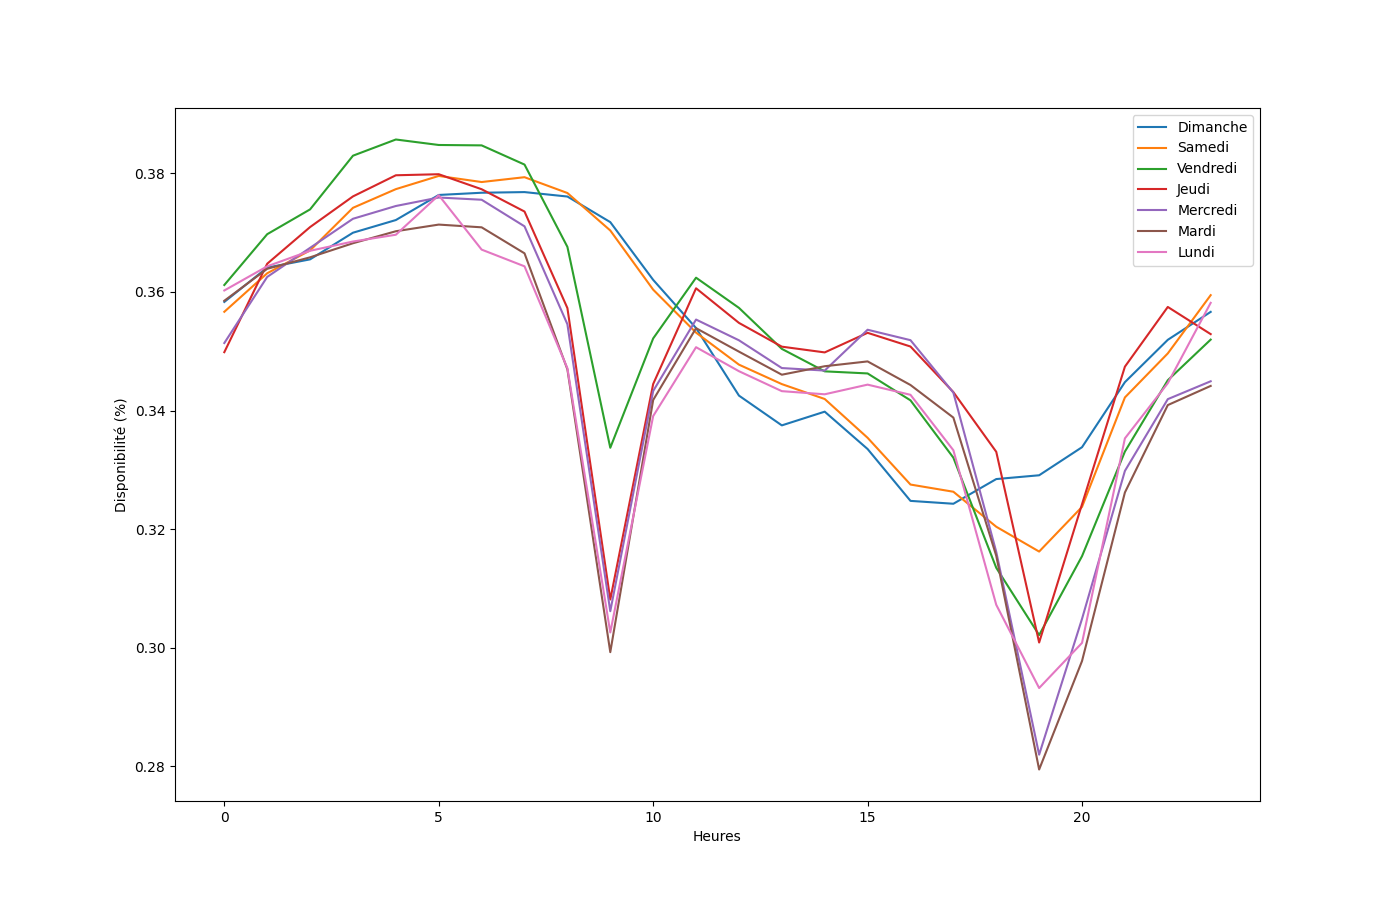 Dimanche
Samedi
Vendredi
Jeudi
Mercredi
Mardi
Lundi
0.38
0.36
0.34
0.32
0.30
0.28
Disponibilité (%)
0 5 10 15 20
Heures